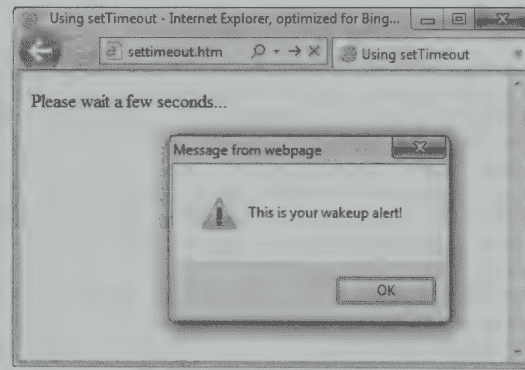 Using setTimeout - Internet Explorer, optimized for Bing...
settimeout.htm
Using setTimeout
Please wait a few seconds...
Message from webpage
This is your wakeup alert!
OK